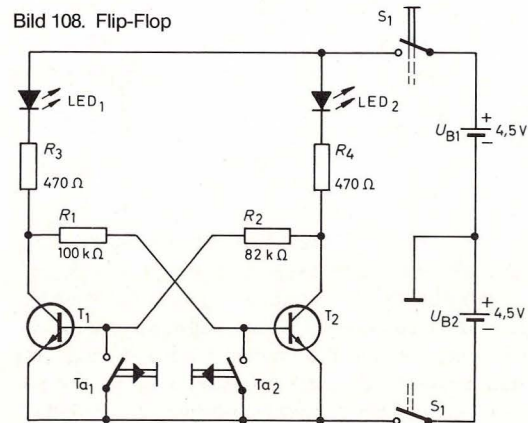 Bild 108. Flip-Flop
S1
LED1
LED2
UB1
+
4,5 V
−
R3
470 Ω
R4
470 Ω
R1
100 kΩ
R2
82 kΩ
T1
T2
+
UB2
4,5 V
−
Ta1
Ta2
S1